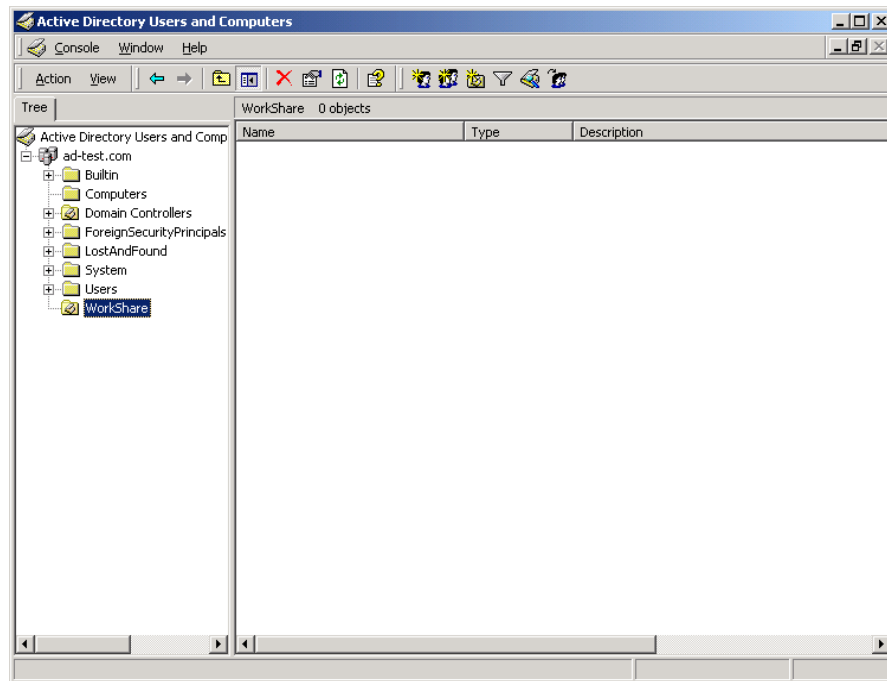 Active Directory Users and Computers
Console Window Help
Action View
Tree
WorkShare 0 objects
Active Directory Users and Comp
ad-test.com
Builtin
Computers
Domain Controllers
ForeignSecurityPrincipals
LostAndFound
System
Users
WorkShare
Name Type Description